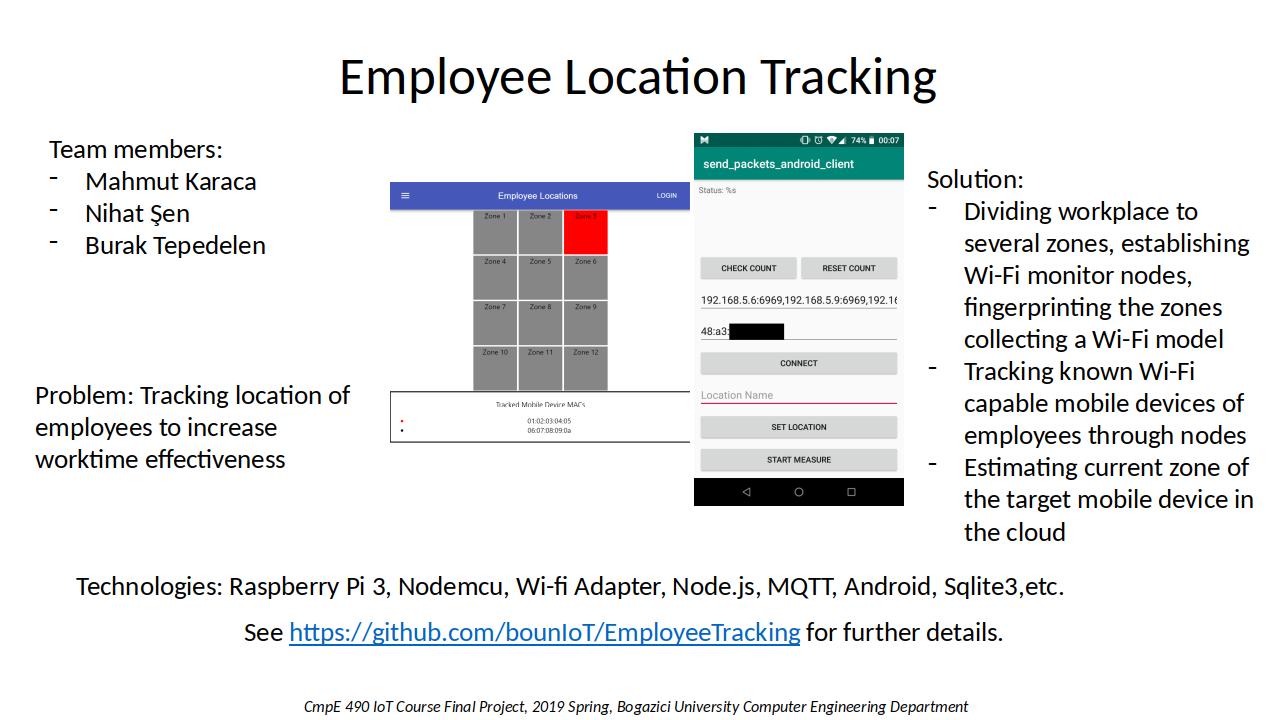 Employee Location Tracking
Team members:
- Mahmut Karaca
- Nihat Şen
- Burak Tepedelen
Problem: Tracking location of
employees to increase
worktime effectiveness
Employee Locations
LOGIN
Zone 1 Zone 2 Zone 3
Zone 4 Zone 5 Zone 6
Zone 7 Zone 8 Zone 9
Zone 10 Zone 11 Zone 12
Tracked Mobile Device MACs
01:02:03:04:05
06:07:08:09:0a
74% 00:07
send_packets_android_client
Status: %s
CHECK COUNT RESET COUNT
192.168.5.6:6969,192.168.5.9:6969,192.16
48:a3:
CONNECT
Location Name
SET LOCATION
START MEASURE
Solution:
- Dividing workplace to
several zones, establishing
Wi-Fi monitor nodes,
fingerprinting the zones
collecting a Wi-Fi model
- Tracking known Wi-Fi
capable mobile devices of
employees through nodes
- Estimating current zone of
the target mobile device in
the cloud
Technologies: Raspberry Pi 3, Nodemcu, Wi-fi Adapter, Node.js, MQTT, Android, Sqlite3,etc.
See https://github.com/bounIoT/EmployeeTracking for further details.
CmpE 490 IoT Course Final Project, 2019 Spring, Bogazici University Computer Engineering Department